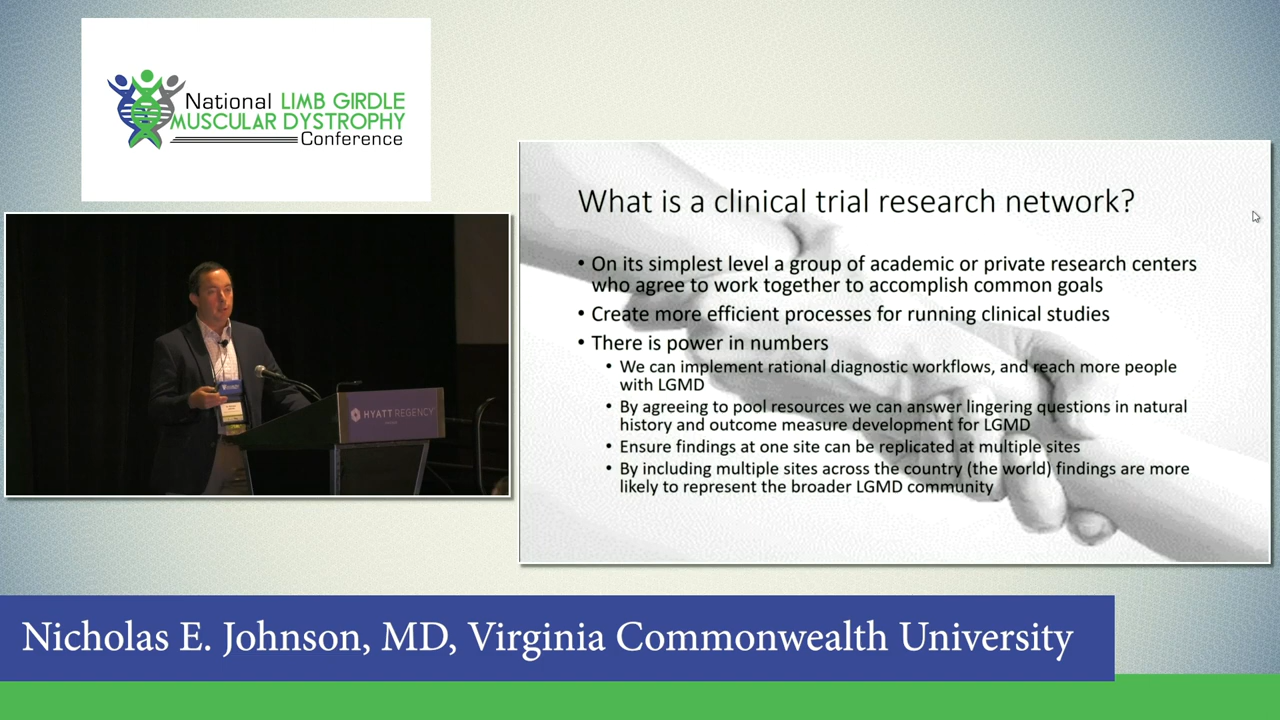 National LIMB GIRDLE
MUSCULAR DYSTROPHY
Conference
HYATT REGENCY
What is a clinical trial research network?
• On its simplest level a group of academic or private research centers
who agree to work together to accomplish common goals
• Create more efficient processes for running clinical studies
• There is power in numbers
• We can implement rational diagnostic workflows, and reach more people
with LGMD
• By agreeing to pool resources we can answer lingering questions in natural
history and outcome measure development for LGMD
• Ensure findings at one site can be replicated at multiple sites
• By including multiple sites across the country (the world) findings are more
likely to represent the broader LGMD community
Nicholas E. Johnson, MD, Virginia Commonwealth University